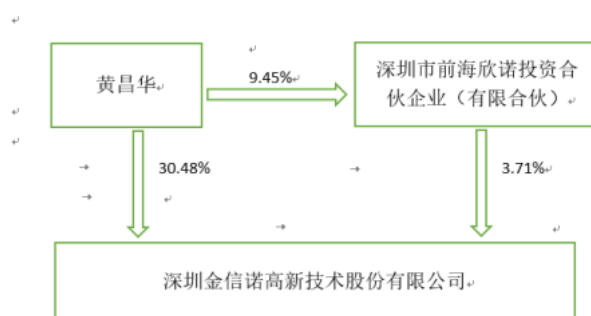 黄昌华
9.45%
深圳市前海欣诺投资合
伙企业（有限合伙）
30.48%
3.71%
深圳金信诺高新技术股份有限公司